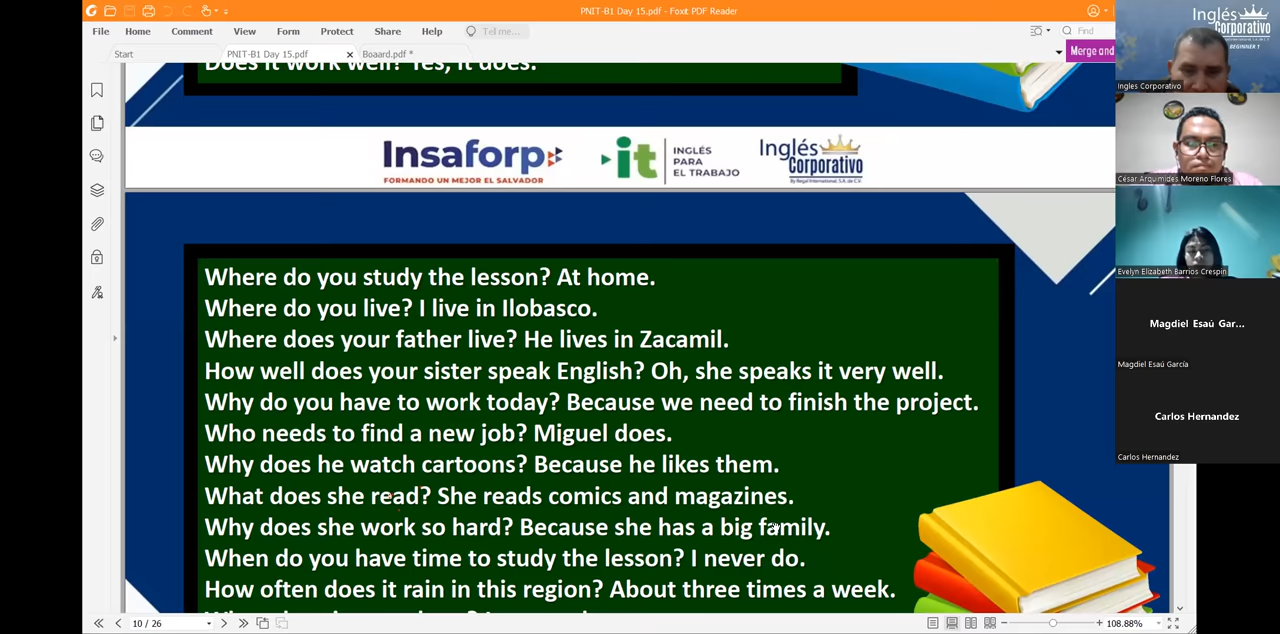 PNIT-B1 Day 15.pdf - Foxit PDF Reader
File Home Comment View Form Protect Share Help Tell me... Find
Start PNIT-B1 Day 15.pdf Boaard.pdf * Merge and
Does it work well? Yes, it does.
Insaforp
FORMANDO UN MEJOR EL SALVADOR
it
INGLÉS
PARA
EL TRABAJO
Inglés
Corporativo
By Regal International, S.A. de C.V.
Where do you study the lesson? At home.
Where do you live? I live in Ilobasco.
Where does your father live? He lives in Zacamil.
How well does your sister speak English? Oh, she speaks it very well.
Why do you have to work today? Because we need to finish the project.
Who needs to find a new job? Miguel does.
Why does he watch cartoons? Because he likes them.
What does she read? She reads comics and magazines.
Why does she work so hard? Because she has a big family.
When do you have time to study the lesson? I never do.
How often does it rain in this region? About three times a week.
10 / 26
108.88%
Inglés
Corporativo
BEGINNER 1
Ingles Corporativo
César Arquimides Moreno Flores
Evelyn Elizabeth Barrios Crespin
Magdiel Esaú Gar...
Magdiel Esaú García
Carlos Hernandez
Carlos Hernandez